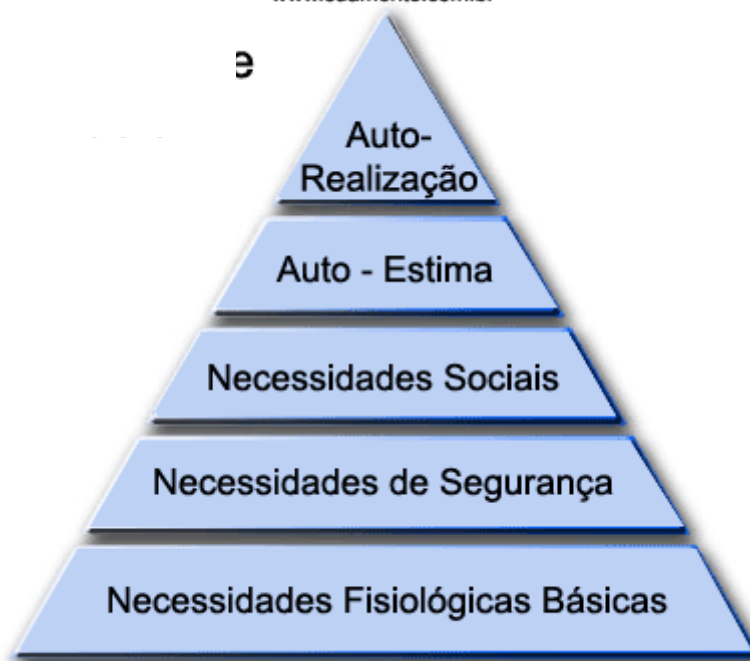 e
Auto-
Realização
Auto - Estima
Necessidades Sociais
Necessidades de Segurança
Necessidades Fisiológicas Básicas